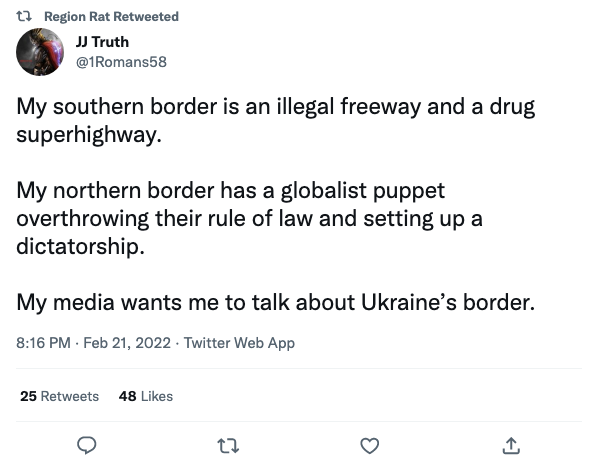 Region Rat Retweeted
JJ Truth
@1Romans58
My southern border is an illegal freeway and a drug
superhighway.
My northern border has a globalist puppet
overthrowing their rule of law and setting up a
dictatorship.
My media wants me to talk about Ukraine’s border.
8:16 PM · Feb 21, 2022 · Twitter Web App
25 Retweets 48 Likes